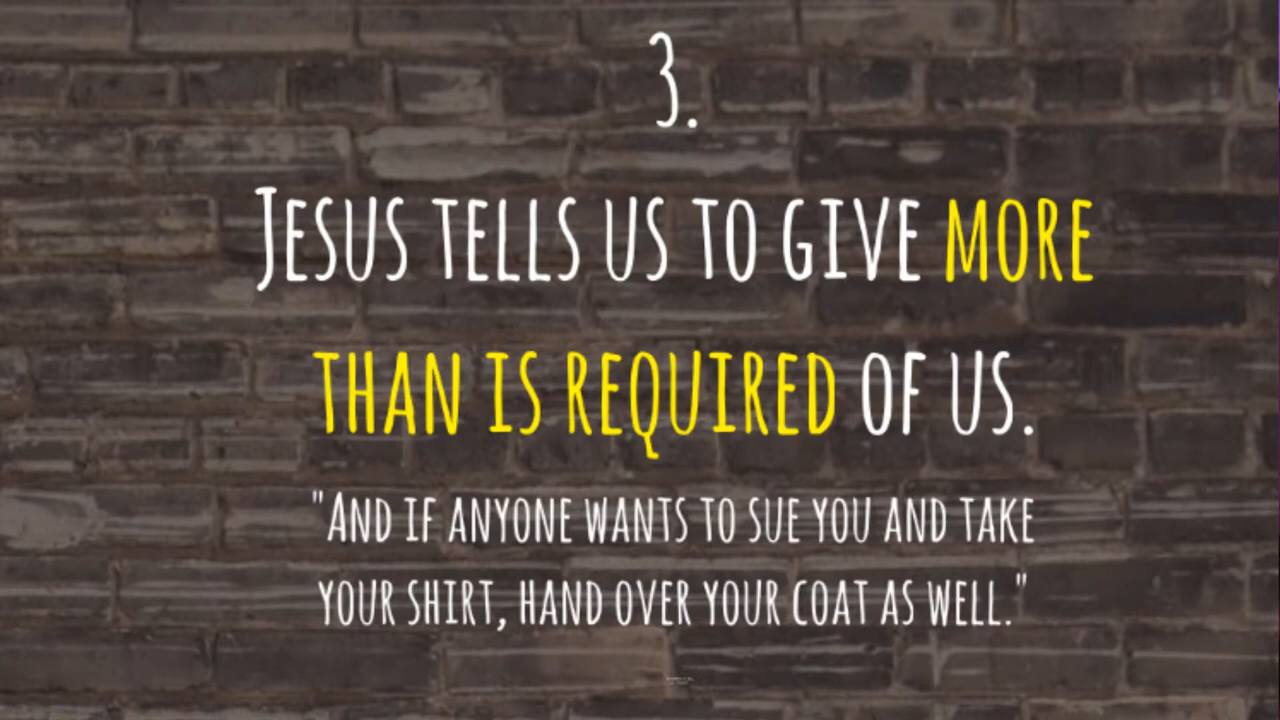 3.
Jesus tells us to give more
than is required of us.
"And if anyone wants to sue you and take
your shirt, hand over your coat as well."